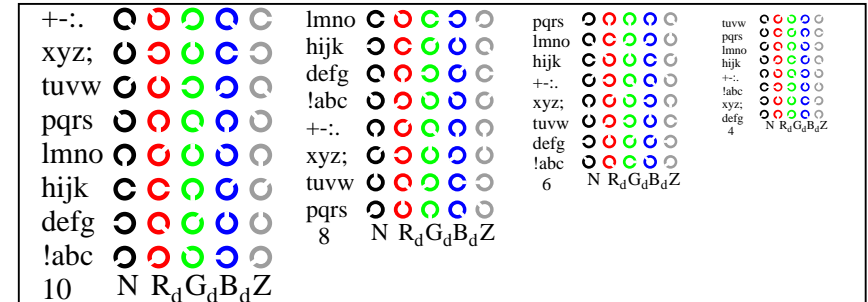 +-:.
xyz;
tuvw
pqrs
lmno
hijk
defg
!abc
10 N RdGdBdZ
lmno
hijk
defg
!abc
+-:.
xyz;
tuvw
pqrs
8 N RdGdBdZ
pqrs
lmno
hijk
+-:.
xyz;
tuvw
defg
!abc
6 N RdGdBdZ
tuvw
pqrs
lmno
hijk
+-:.
!abc
xyz;
defg
4 N RdGdBdZ